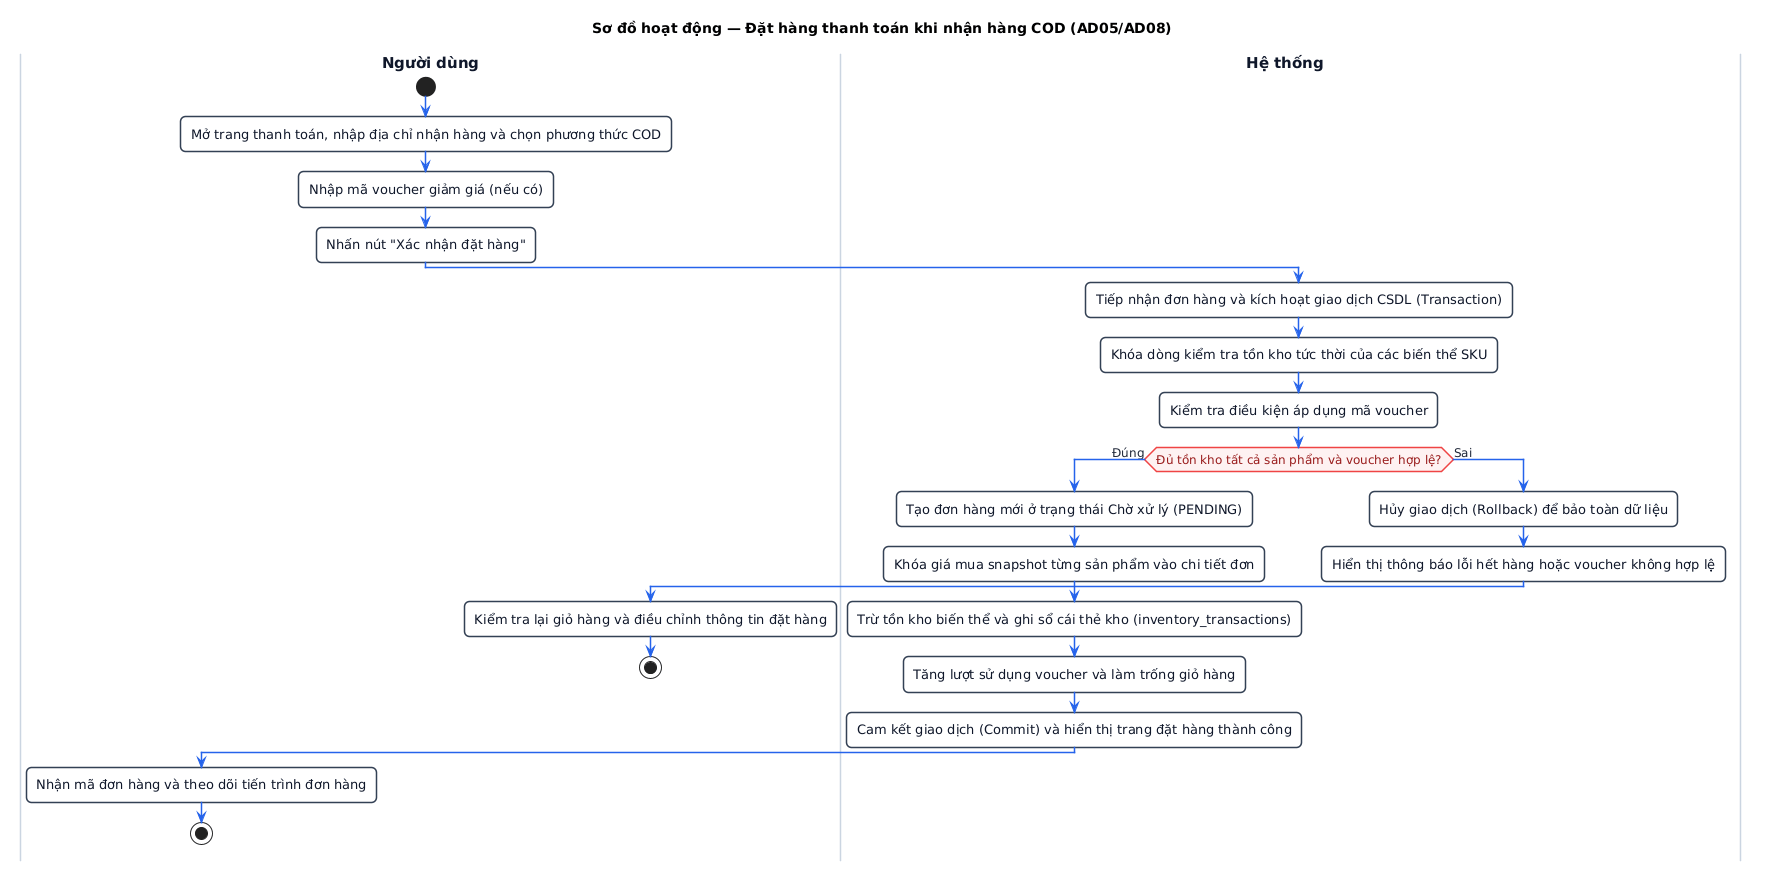 Sơ đồ hoạt động — Đặt hàng thanh toán khi nhận hàng COD (AD05/AD08)
Người dùng
Hệ thống
Mở trang thanh toán, nhập địa chỉ nhận hàng và chọn phương thức COD
Nhập mã voucher giảm giá (nếu có)
Nhấn nút "Xác nhận đặt hàng"
Tiếp nhận đơn hàng và kích hoạt giao dịch CSDL (Transaction)
Khóa dòng kiểm tra tồn kho tức thời của các biến thể SKU
Kiểm tra điều kiện áp dụng mã voucher
Đúng
Đủ tồn kho tất cả sản phẩm và voucher hợp lệ?
Sai
Tạo đơn hàng mới ở trạng thái Chờ xử lý (PENDING)
Hủy giao dịch (Rollback) để bảo toàn dữ liệu
Khóa giá mua snapshot từng sản phẩm vào chi tiết đơn
Hiển thị thông báo lỗi hết hàng hoặc voucher không hợp lệ
Kiểm tra lại giỏ hàng và điều chỉnh thông tin đặt hàng
Trừ tồn kho biến thể và ghi sổ cái thẻ kho (inventory_transactions)
Tăng lượt sử dụng voucher và làm trống giỏ hàng
Cam kết giao dịch (Commit) và hiển thị trang đặt hàng thành công
Nhận mã đơn hàng và theo dõi tiến trình đơn hàng